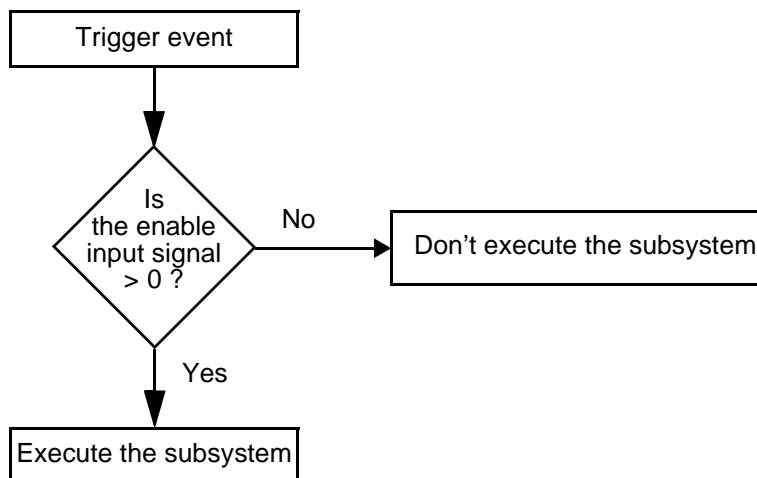 Trigger event
Is
the enable
input signal
> 0 ?
No
Don’t execute the subsystem
Yes
Execute the subsystem